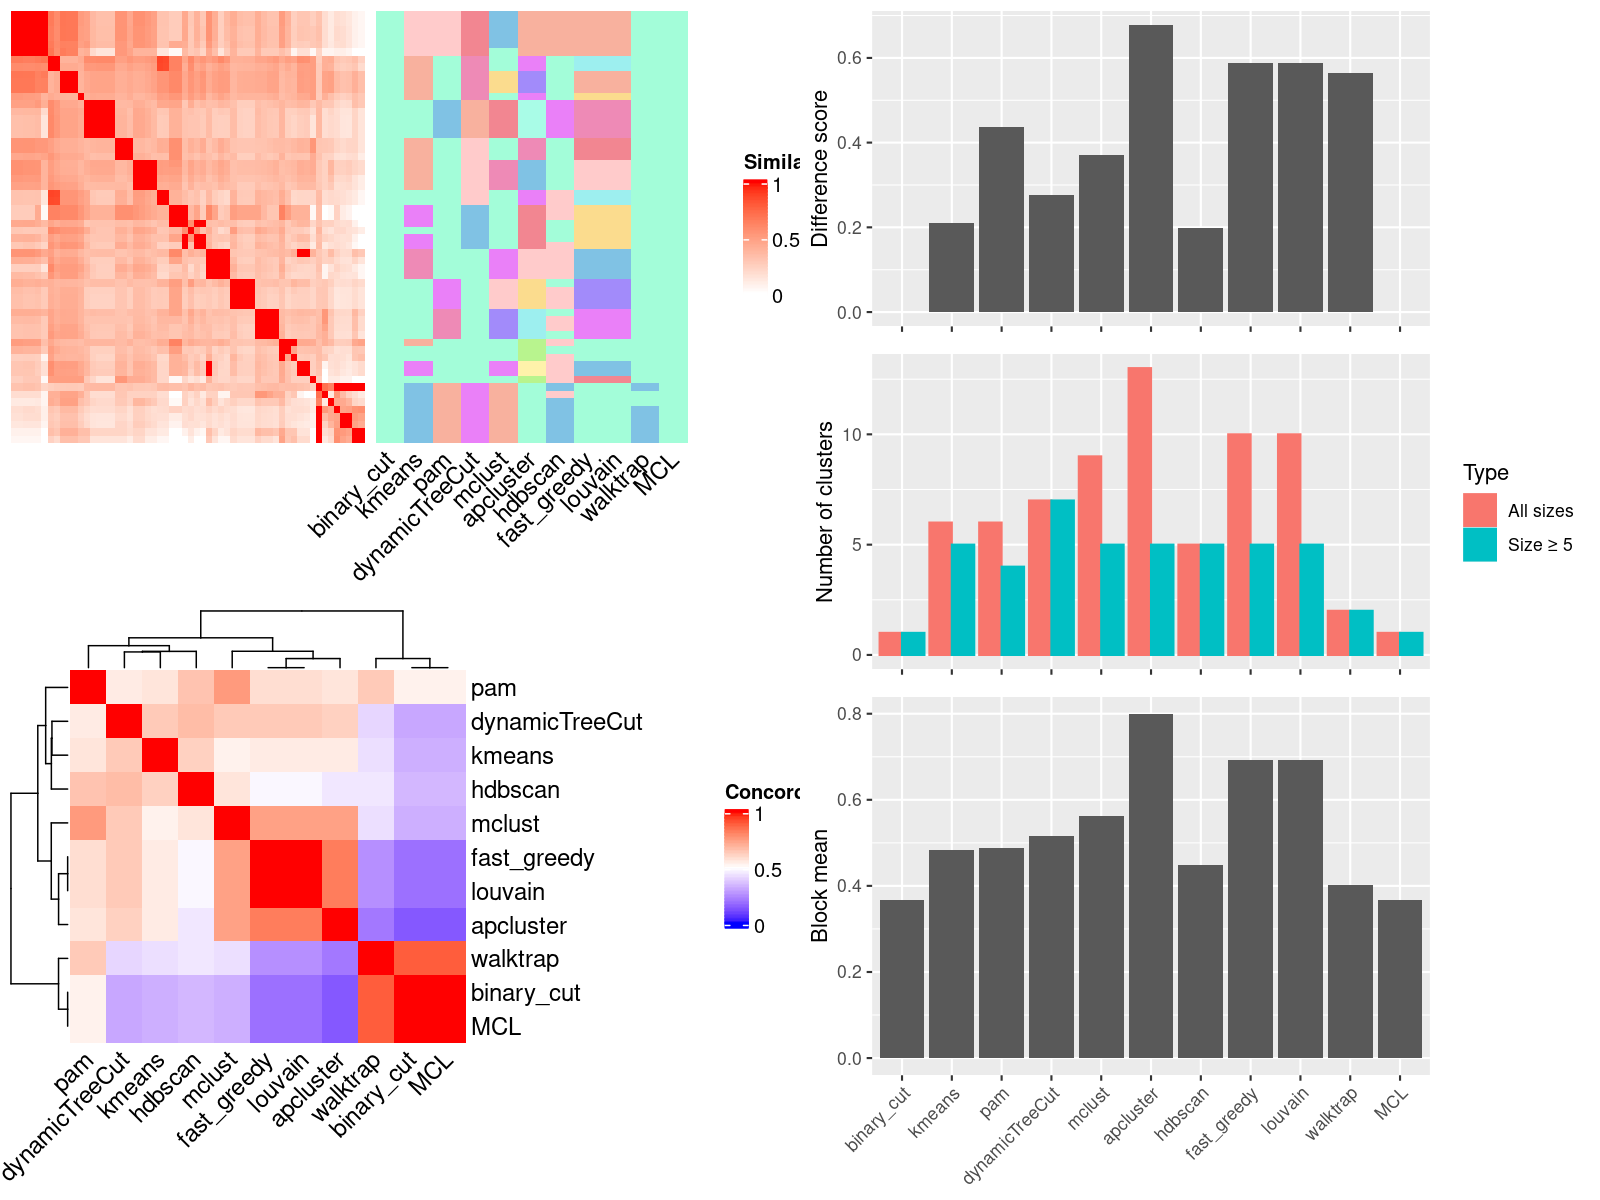 Simila
1
0.5
0
binary_cut
kmeans
pam
dynamicTreeCut
mclust
apcluster
hdbscan
fast_greedy
louvain
walktrap
MCL
pam
dynamicTreeCut
kmeans
hdbscan
mclust
fast_greedy
louvain
apcluster
walktrap
binary_cut
MCL
Concord
1
0.5
0
pam
dynamicTreeCut
kmeans
hdbscan
mclust
fast_greedy
louvain
apcluster
walktrap
binary_cut
MCL
Difference score
0.6
0.4
0.2
0.0
Number of clusters
10
5
0
Type
All sizes
Size ≥ 5
Block mean
0.8
0.6
0.4
0.2
0.0
binary_cut
kmeans
pam
dynamicTreeCut
mclust
apcluster
hdbscan
fast_greedy
louvain
walktrap
MCL